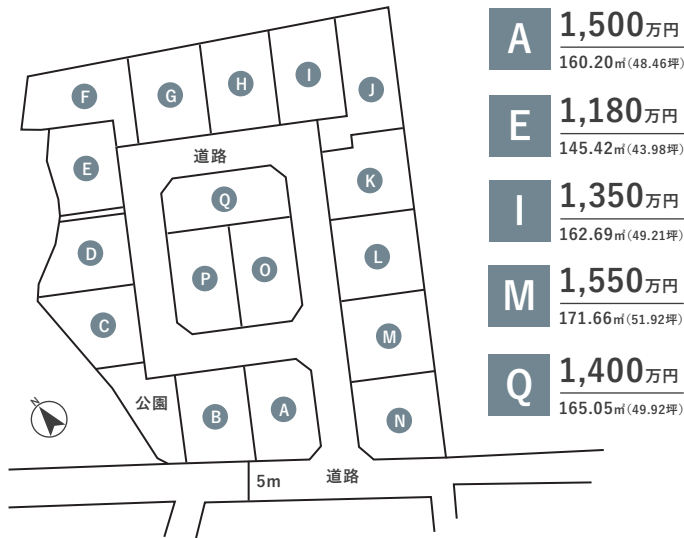 F
G
H
I
J
E
道路
K
Q
D
P
O
L
C
M
公園
B
A
N
N
5m
道路
A
1,500万円
160.20㎡(48.46坪)
E
1,180万円
145.42㎡(43.98坪)
I
1,350万円
162.69㎡(49.21坪)
M
1,550万円
171.66㎡(51.92坪)
Q
1,400万円
165.05㎡(49.92坪)